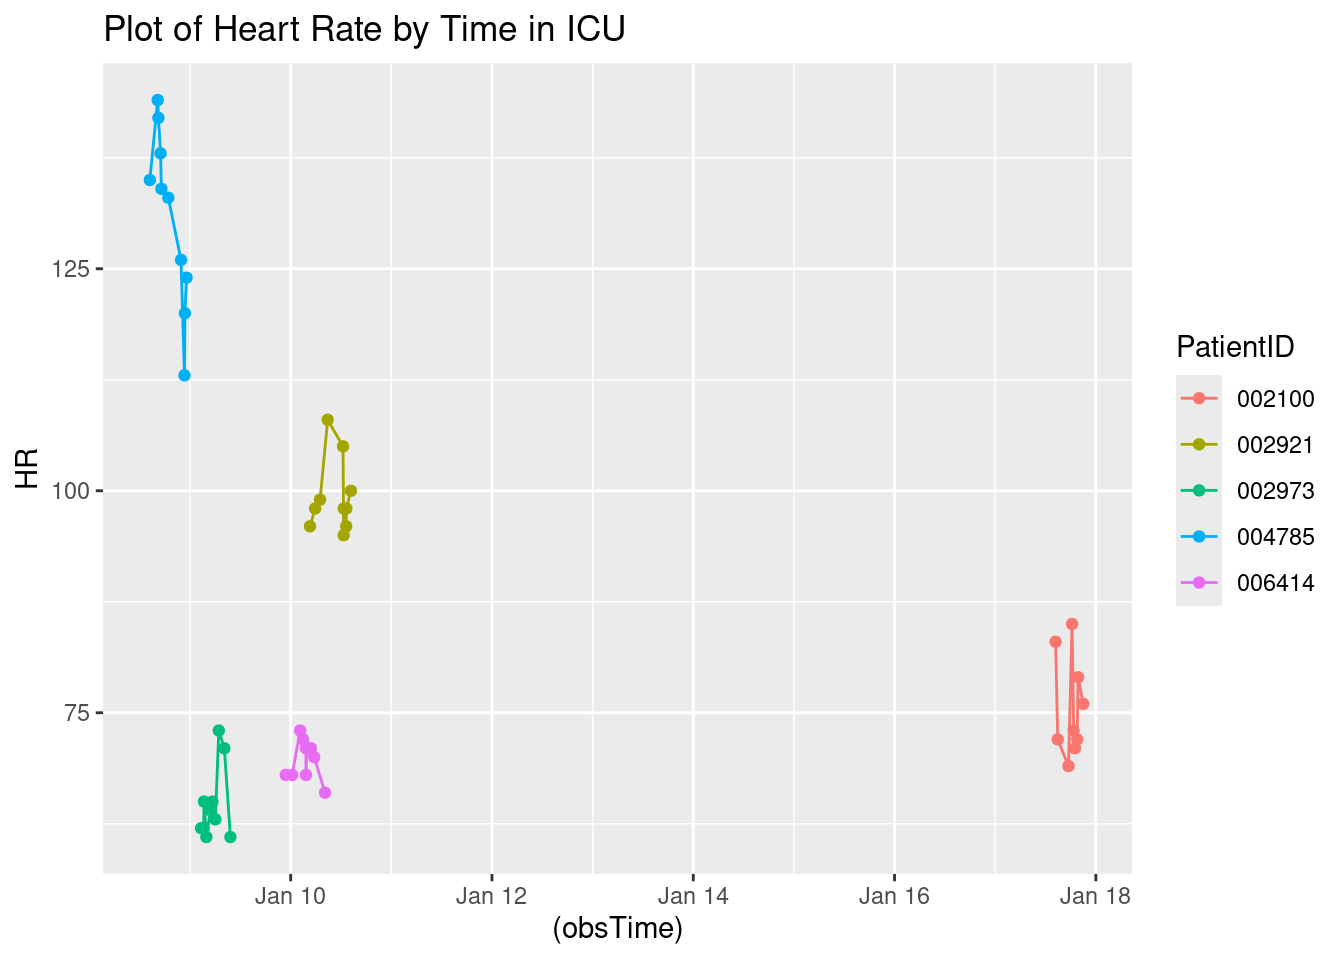 Plot of Heart Rate by Time in ICU
HR
125
100
75
Jan 10
Jan 12
Jan 14
Jan 16
Jan 18
(obsTime)
PatientID
002100
002921
002973
004785
006414